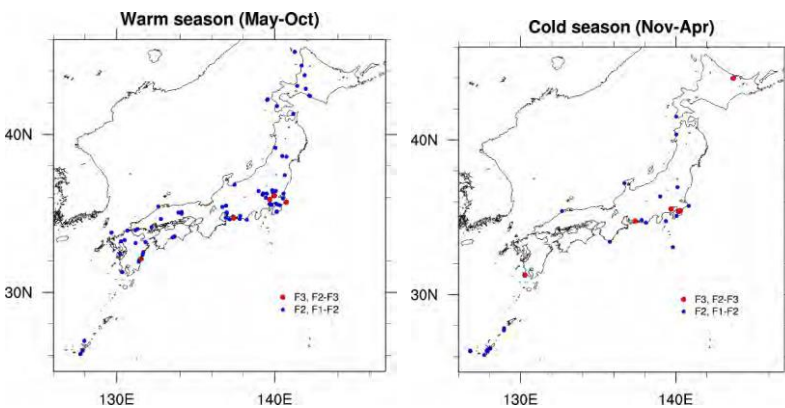 Warm season (May-Oct)
40N
30N
F3, F2-F3
F2, F1-F2
130E
140E
Cold season (Nov-Apr)
40N
30N
F3, F2-F3
F2, F1-F2
130E
140E